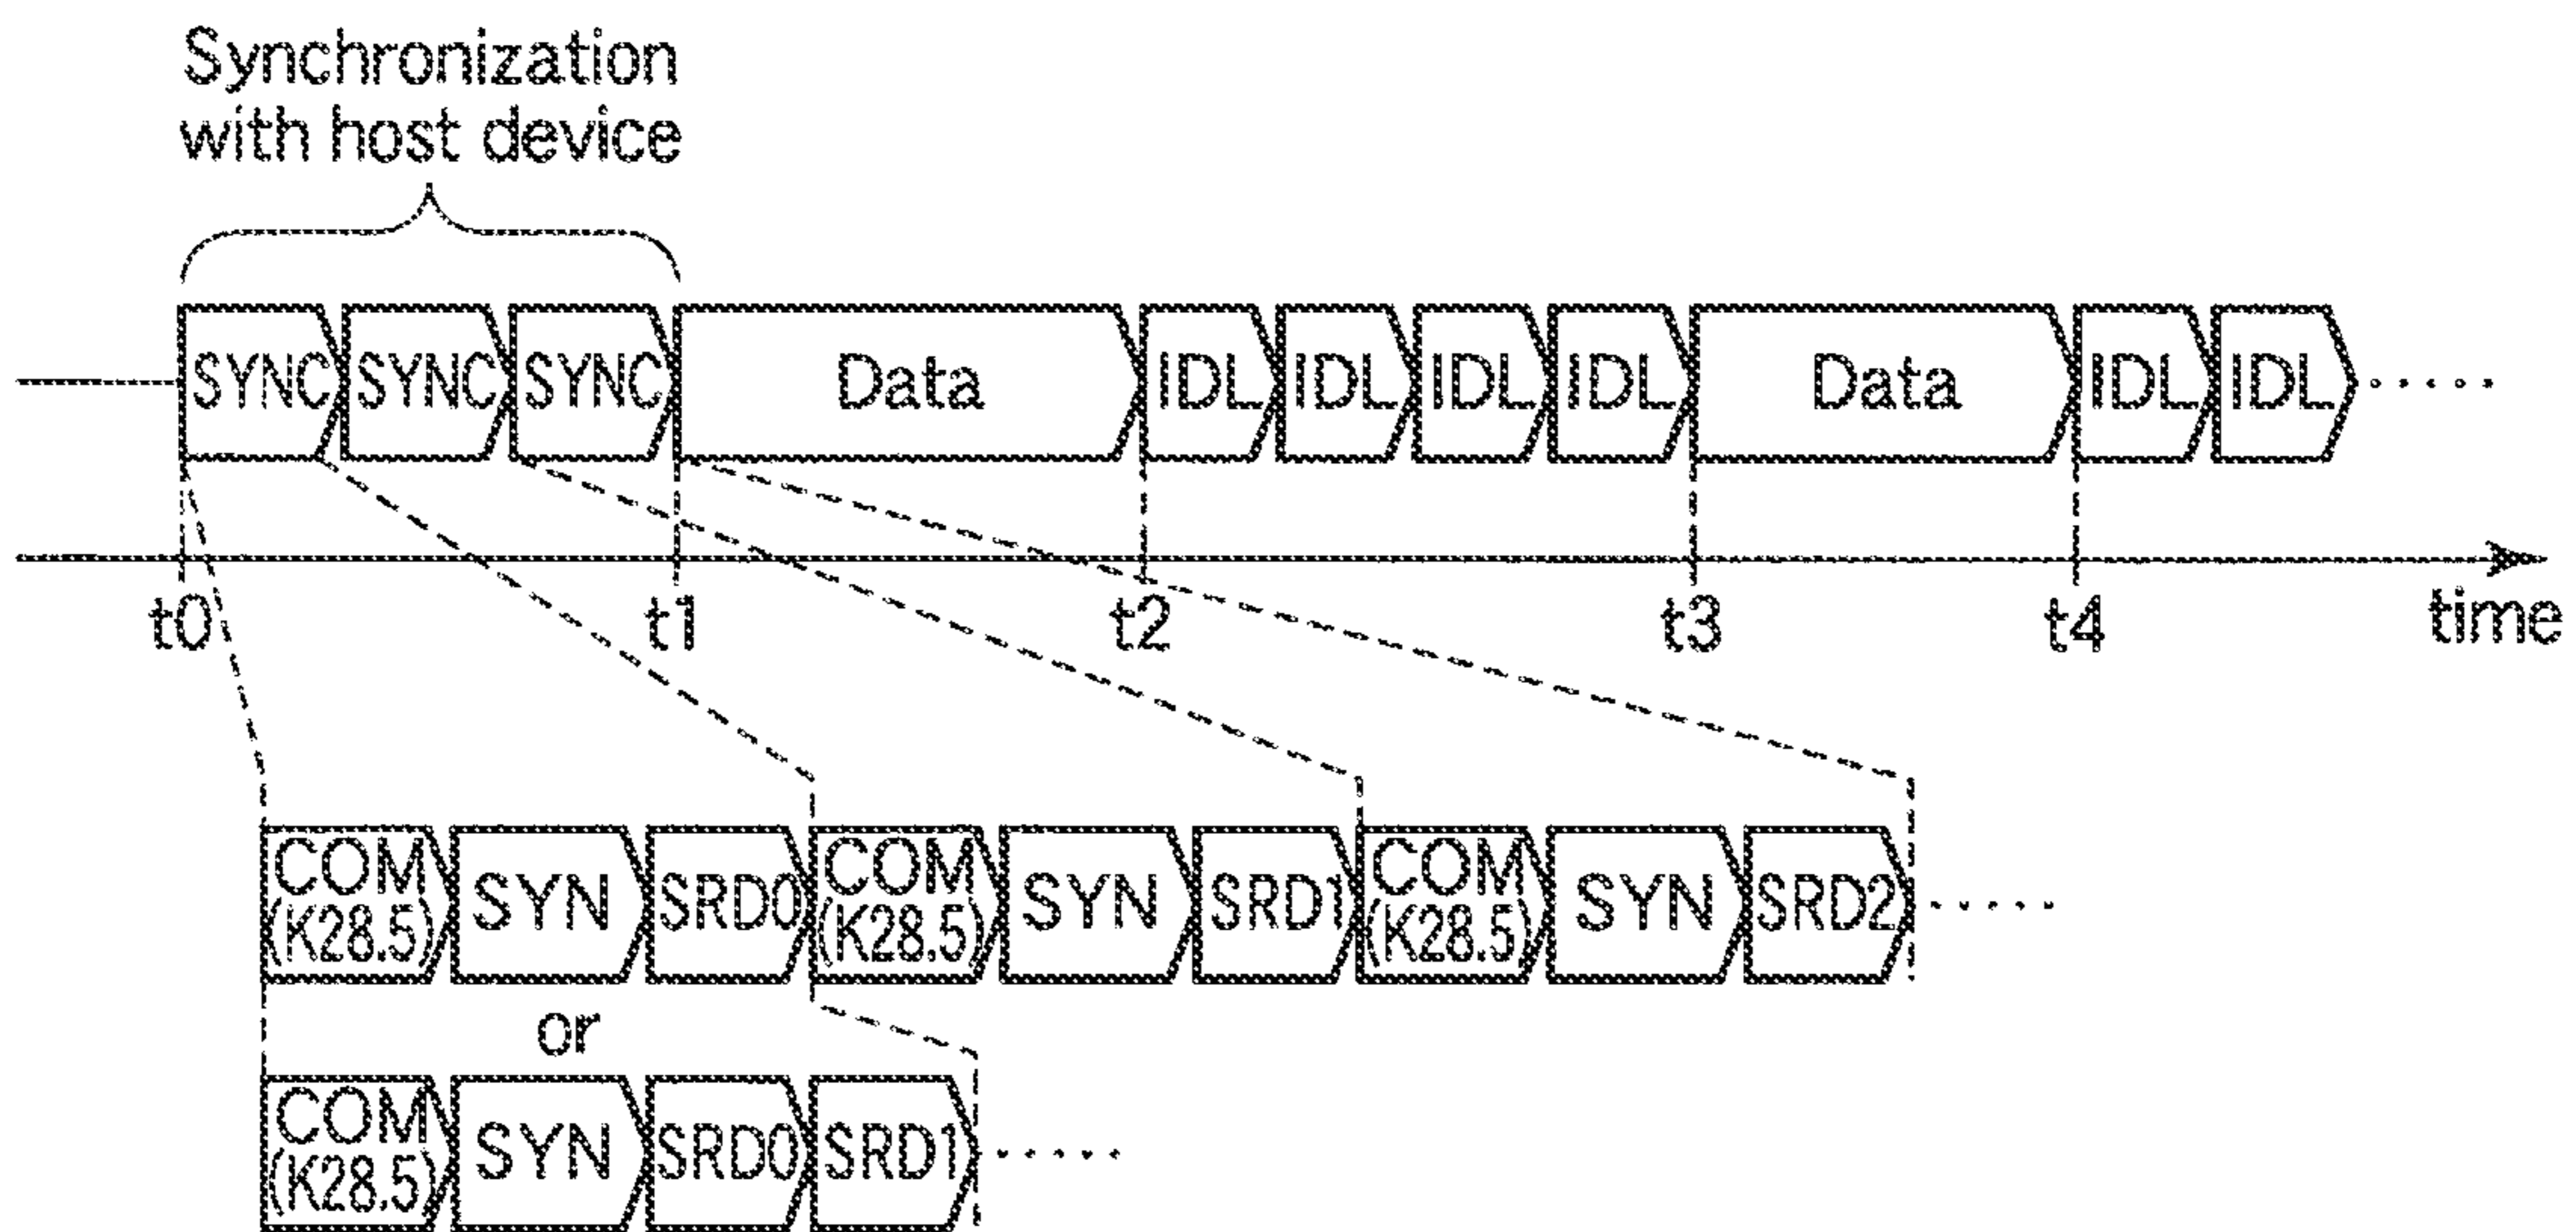 Synchronization
with host device
SYNC SYNC SYNC Data IDL IDL IDL IDL Data IDL IDL .....
t0 t1 t2 t3 t4 time
COM SYN SRD0 COM SYN SRD1 COM SYN SRD2 .....
(K28.5) (K28.5) (K28.5)
or
COM SYN SRD0 SRD1 .....
(K28.5)